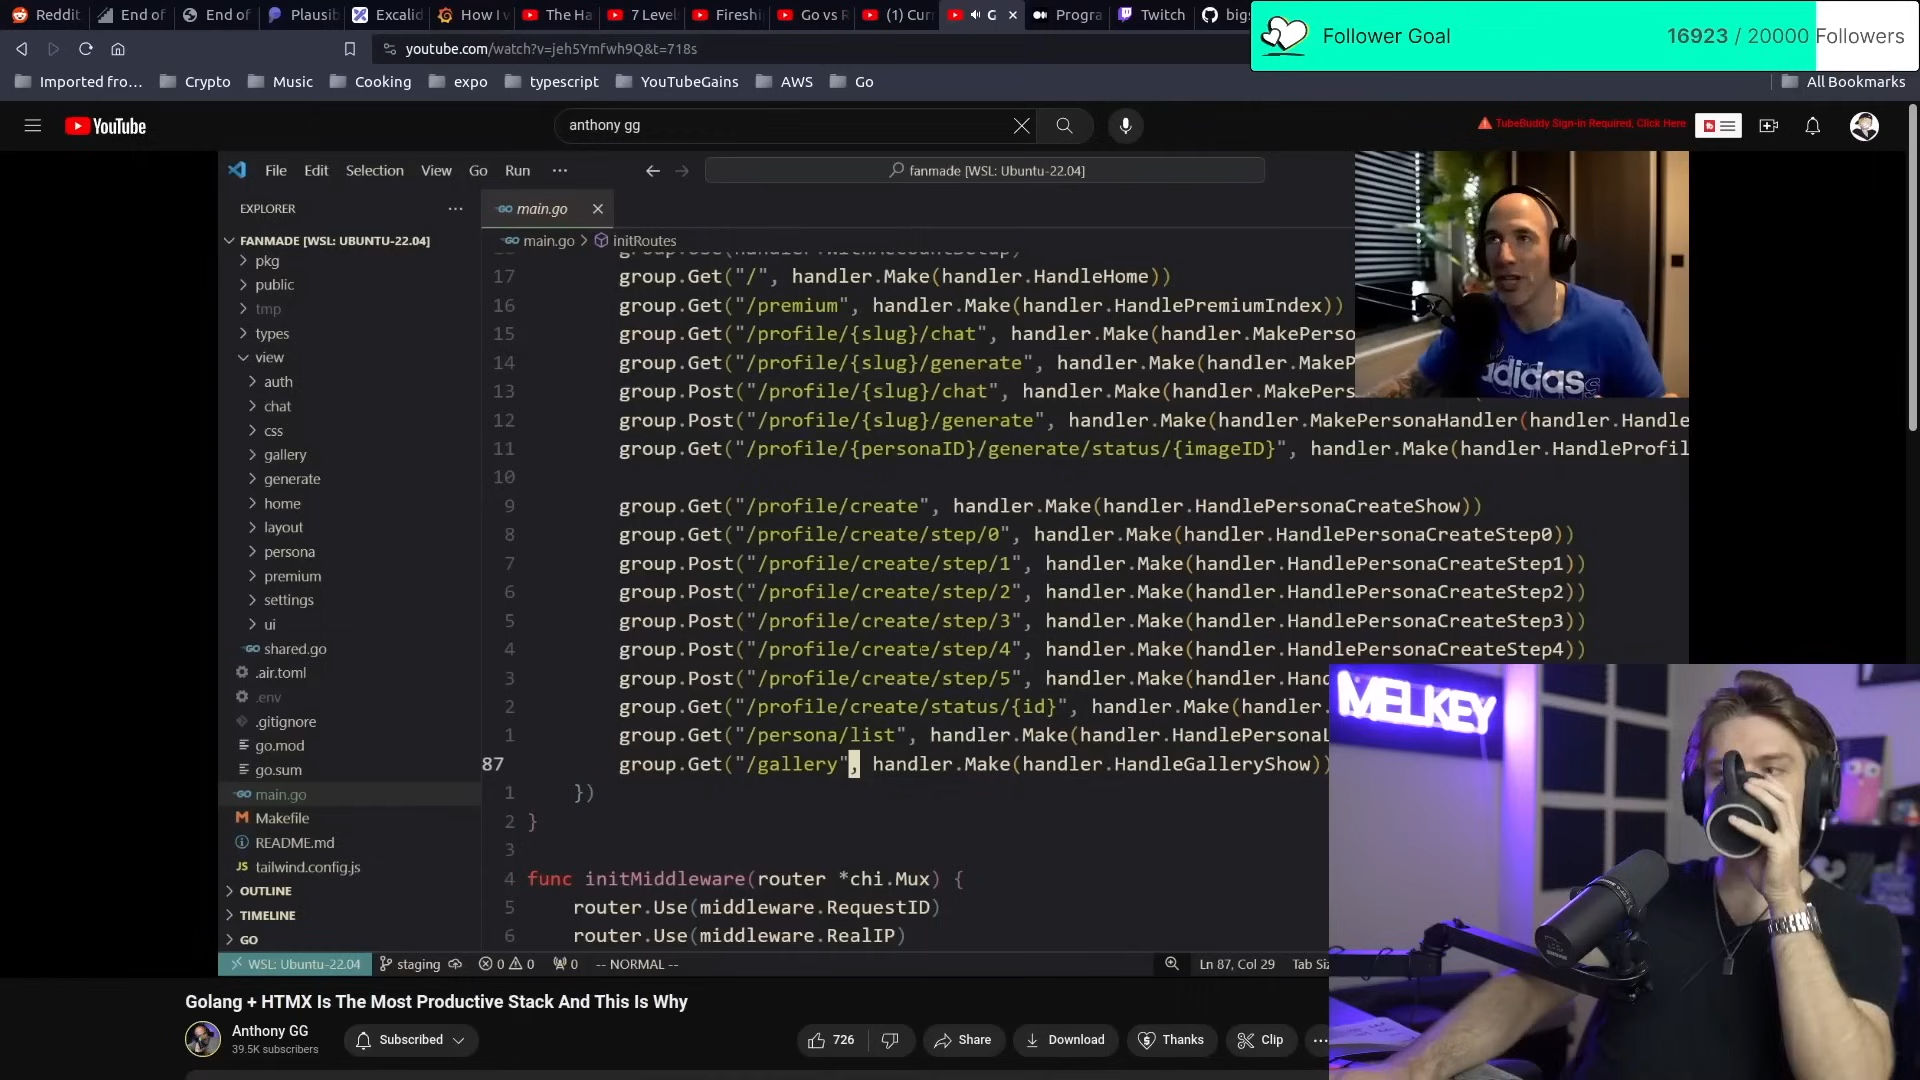 Reddit
End of
End of
Plausib
Excalid
How I v
The Ha
7 Level
Fireshi
Go vs R
(1) Curr
G
Progra
Twitch
bigs
youtube.com/watch?v=jeh5Ymfwh9Q&t=718s
Follower Goal
16923 / 20000 Followers
Imported fro...
Crypto
Music
Cooking
expo
typescript
YouTubeGains
AWS
Go
All Bookmarks
YouTube
anthony gg
TubeBuddy Sign-in Required, Click Here
File Edit Selection View Go Run ...
fanmade [WSL: Ubuntu-22.04]
EXPLORER
main.go
FANMADE [WSL: UBUNTU-22.04]
main.go > initRoutes
pkg
public
tmp
types
view
auth
chat
css
gallery
generate
home
layout
persona
premium
settings
ui
shared.go
.air.toml
.env
.gitignore
go.mod
go.sum
main.go
Makefile
README.md
tailwind.config.js
OUTLINE
TIMELINE
GO
17 group.Get("/", handler.Make(handler.HandleHome))
16 group.Get("/premium", handler.Make(handler.HandlePremiumIndex))
15 group.Get("/profile/{slug}/chat", handler.Make(handler.MakePerso
14 group.Get("/profile/{slug}/generate", handler.Make(handler.MakeP
13 group.Post("/profile/{slug}/chat", handler.Make(handler.MakePers
12 group.Post("/profile/{slug}/generate", handler.Make(handler.MakePersonaHandler(handler.Handle
11 group.Get("/profile/{personaID}/generate/status/{imageID}", handler.Make(handler.HandleProfil
10
9 group.Get("/profile/create", handler.Make(handler.HandlePersonaCreateShow))
8 group.Get("/profile/create/step/0", handler.Make(handler.HandlePersonaCreateStep0))
7 group.Post("/profile/create/step/1", handler.Make(handler.HandlePersonaCreateStep1))
6 group.Post("/profile/create/step/2", handler.Make(handler.HandlePersonaCreateStep2))
5 group.Post("/profile/create/step/3", handler.Make(handler.HandlePersonaCreateStep3))
4 group.Post("/profile/create/step/4", handler.Make(handler.HandlePersonaCreateStep4))
3 group.Post("/profile/create/step/5", handler.Make(handler.Hand
2 group.Get("/profile/create/status/{id}", handler.Make(handler.
1 group.Get("/persona/list", handler.Make(handler.HandlePersonaL
87 group.Get("/gallery", handler.Make(handler.HandleGalleryShow))
1 })
2 }
3
4 func initMiddleware(router *chi.Mux) {
5 router.Use(middleware.RequestID)
6 router.Use(middleware.RealIP)
adidas
MELKEY
WSL: Ubuntu-22.04
staging
0 0
0
-- NORMAL --
Ln 87, Col 29
Tab Siz
Golang + HTMX Is The Most Productive Stack And This Is Why
Anthony GG
39.5K subscribers
Subscribed
726
Share
Download
Thanks
Clip
...